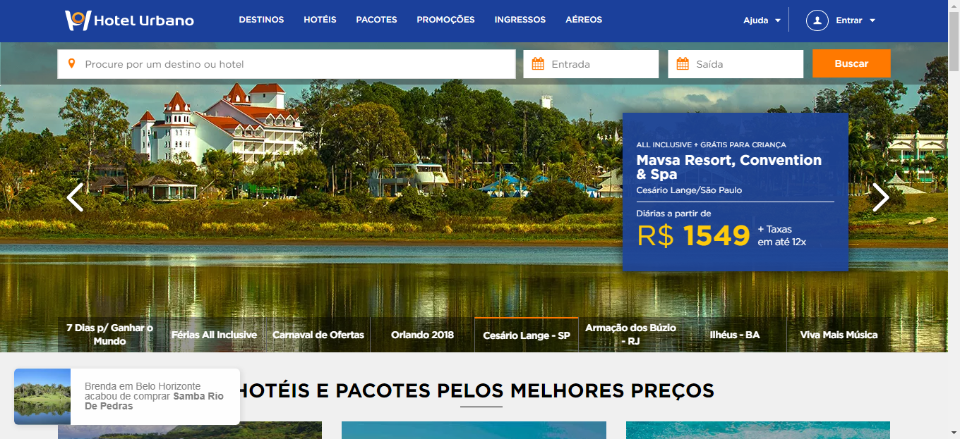 Hotel Urbano
DESTINOS HOTÉIS PACOTES PROMOÇÕES INGRESSOS AÉREOS
Ajuda Entrar
Procure por um destino ou hotel
Entrada
Saída
Buscar
ALL INCLUSIVE + GRÁTIS PARA CRIANÇA
Mavsa Resort, Convention
& Spa
Cesário Lange/São Paulo
Diárias a partir de
R$ 1549
+ Taxas
em até 12x
7 Dias p/ Ganhar o
Mundo
Férias All Inclusive
Carnaval de Ofertas
Orlando 2018
Cesário Lange - SP
Armação dos Búzio
- RJ
Ilhéus - BA
Viva Mais Música
HOTÉIS E PACOTES PELOS MELHORES PREÇOS
Brenda em Belo Horizonte
acabou de comprar Samba Rio
De Pedras